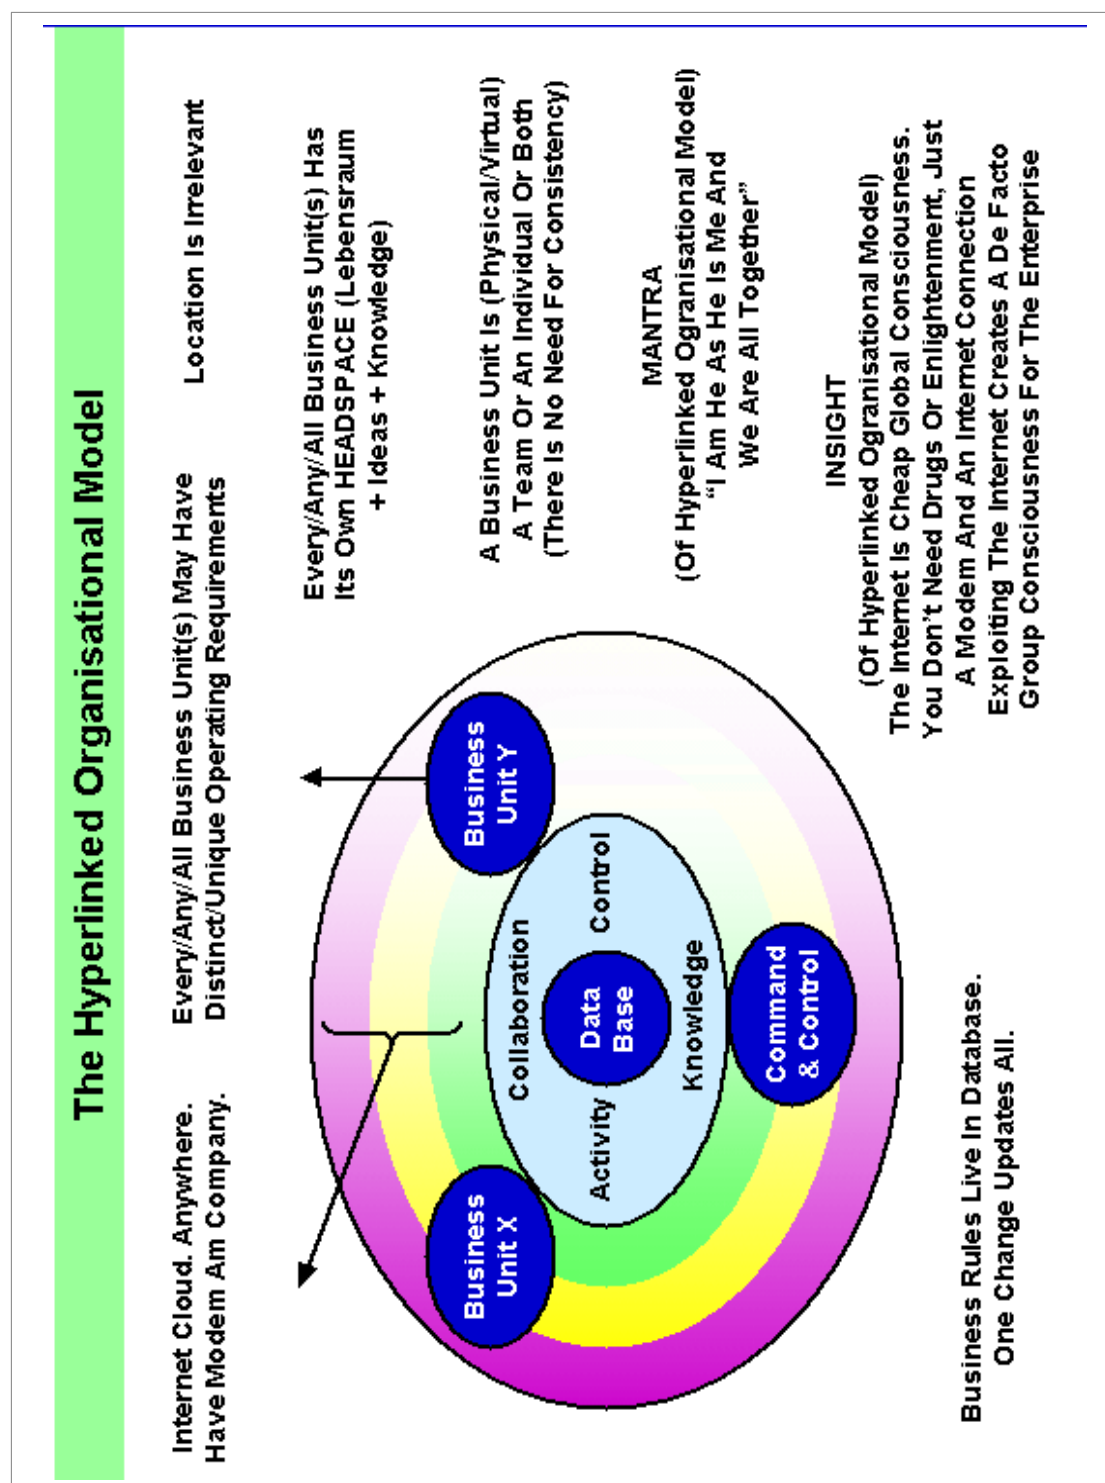 The Hyperlinked Organisational Model
Internet Cloud. Anywhere.
Have Modem Am Company.
Every/Any/All Business Unit(s) May Have
Distinct/Unique Operating Requirements
Location Is Irrelevant
Every/Any/All Business Unit(s) Has
Its Own HEADSPACE (Lebensraum
+ Ideas + Knowledge)
A Business Unit Is (Physical/Virtual)
A Team Or An Individual Or Both
(There Is No Need For Consistency)
MANTRA
(Of Hyperlinked Ogranisational Model)
“I Am He As He Is Me And
We Are All Together”
INSIGHT
(Of Hyperlinked Ogranisational Model)
The Internet Is Cheap Global Consciousness.
You Don't Need Drugs Or Enlightenment, Just
A Modem And An Internet Connection
Exploiting The Internet Creates A De Facto
Group Consciousness For The Enterprise
Business
Unit X
Business
Unit Y
Collaboration
Activity
Data
Base
Control
Knowledge
Command
& Control
Business Rules Live In Database.
One Change Updates All.